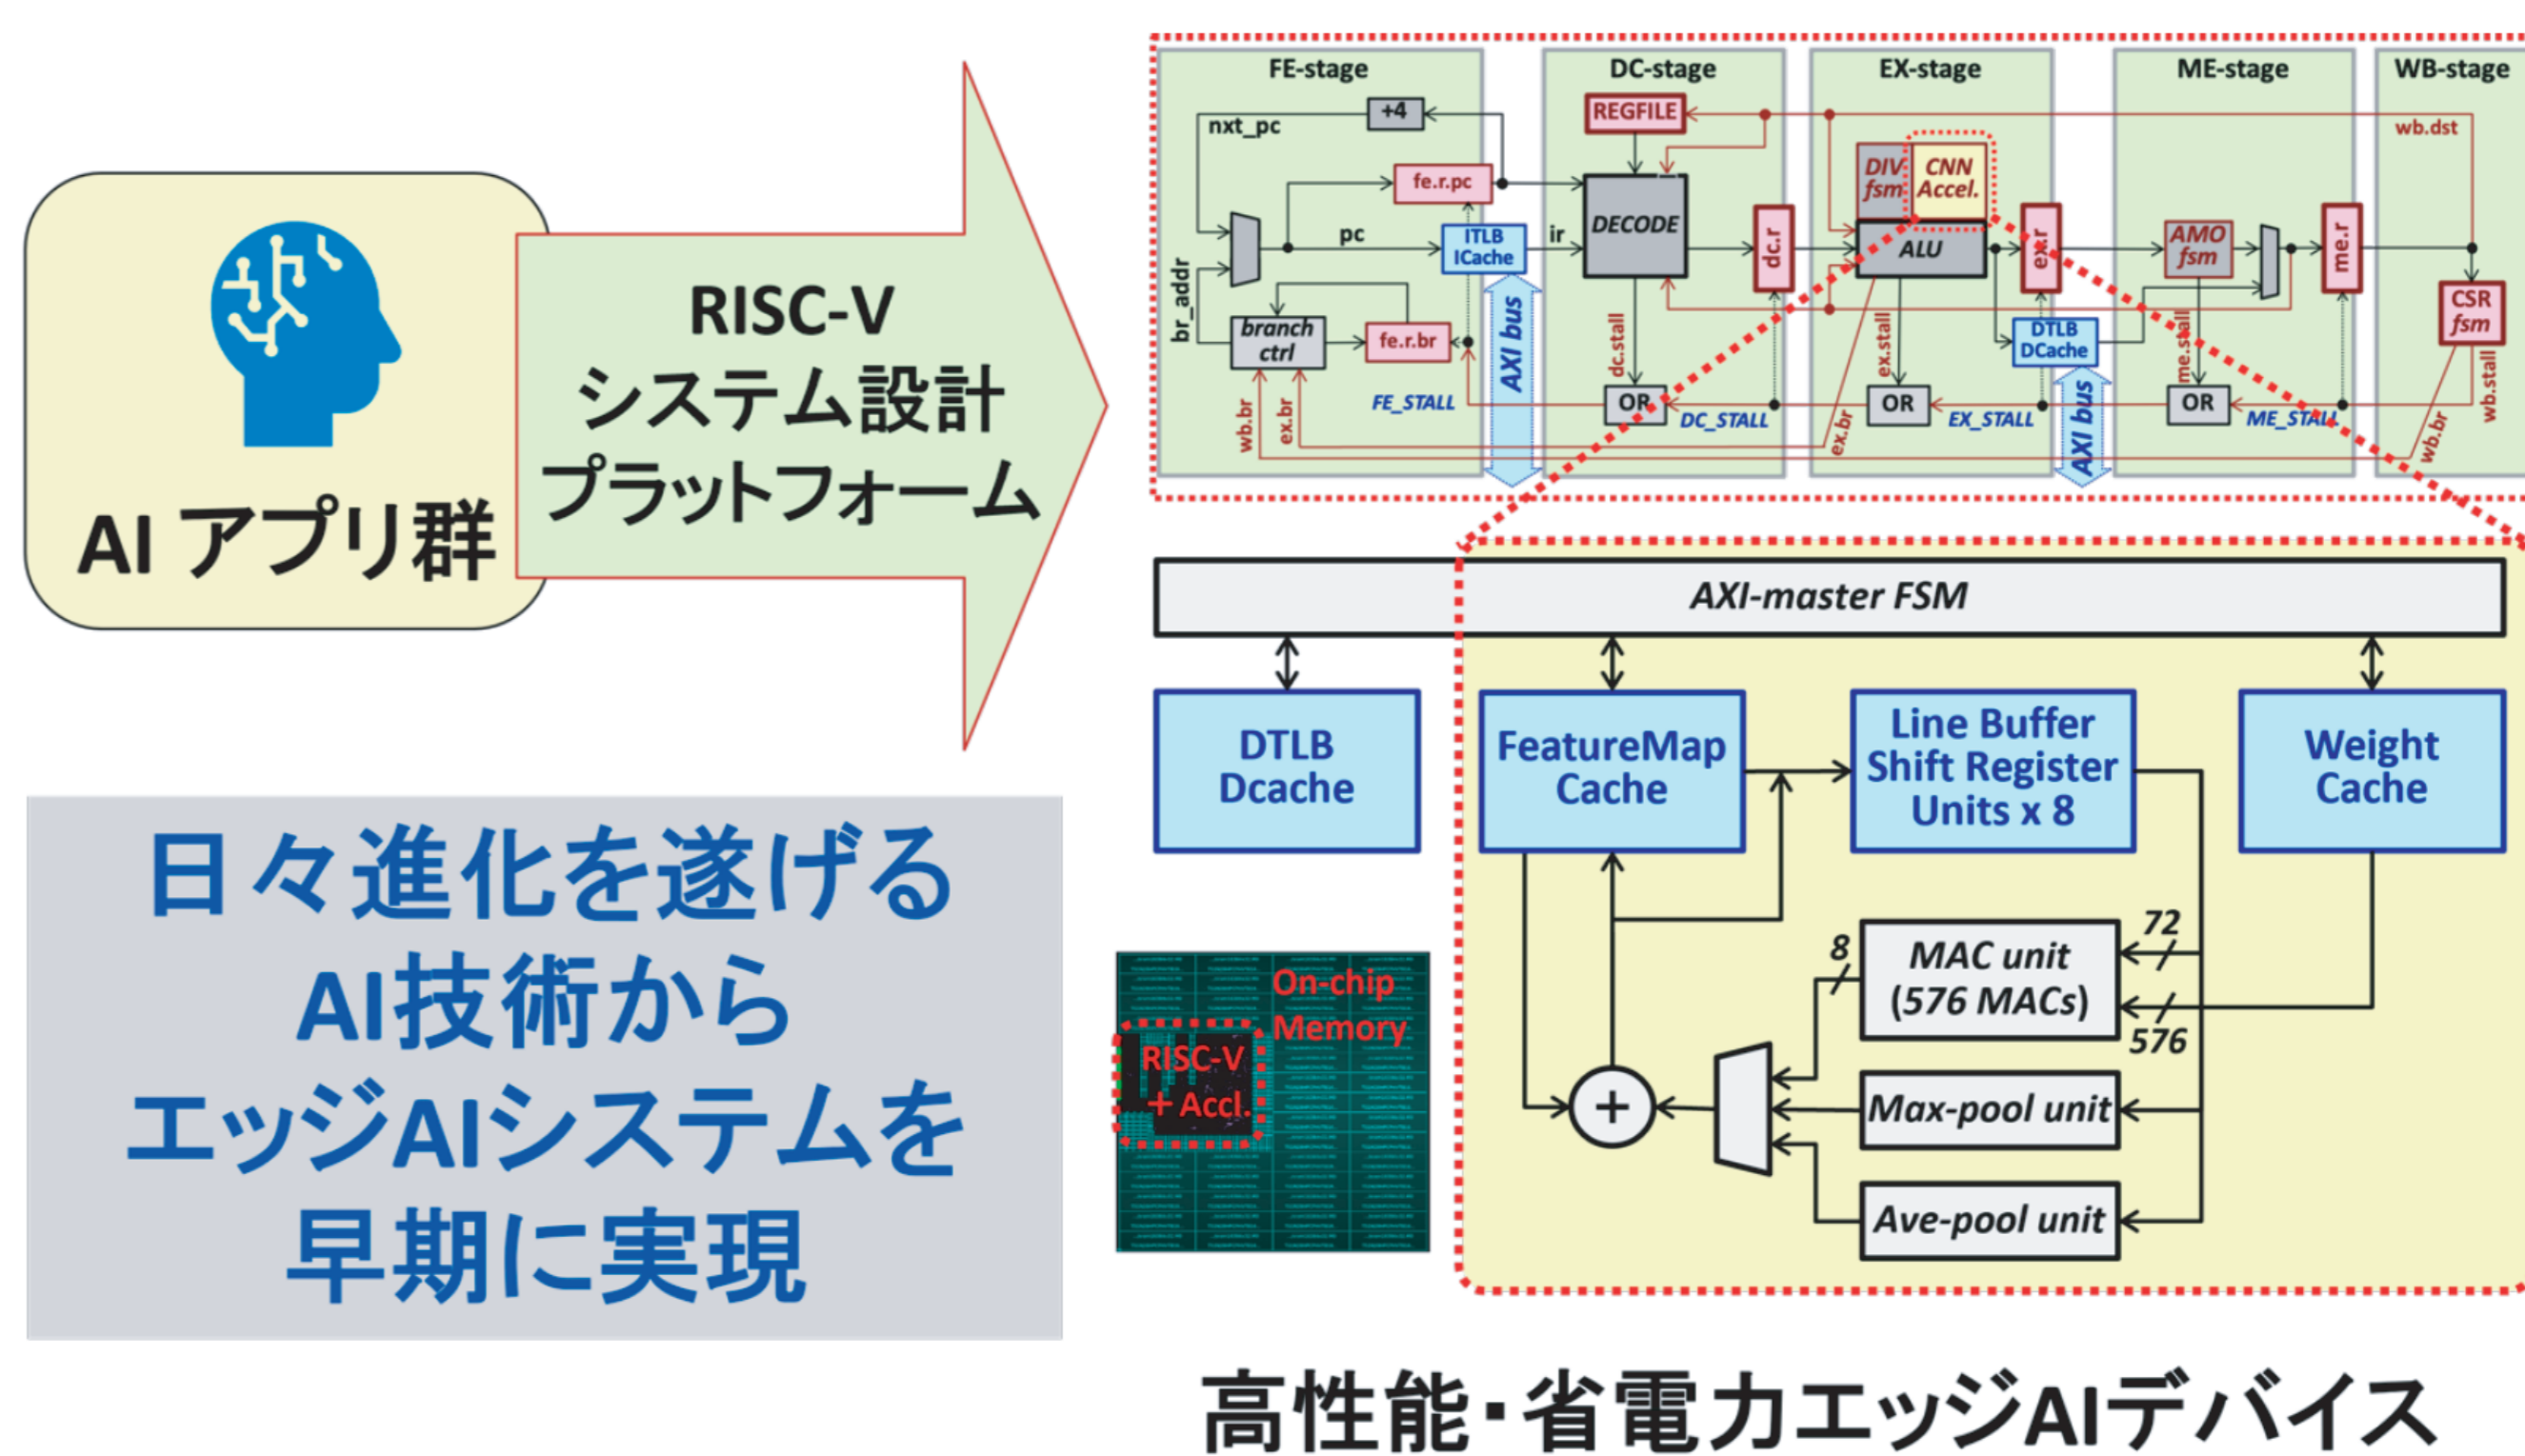 AI アプリ群
RISC-V
システム設計
プラットフォーム
日々進化を遂げる
AI技術から
エッジAIシステムを
早期に実現
FE-stage
nxt_pc
+4
fe.r.pc
pc
ITLB
ICache
ir
br_addr
branch
ctrl
fe.r.br
wb.br
ex.br
FE_STALL
AXI bus
DC-stage
REGFILE
DECODE
dc.r
dc.stall
OR
DC_STALL
EX-stage
DIV
fsm
CNN
Accel.
ALU
ex.r
ex.stall
DTLB
DCache
ex.br
OR
EX_STALL
AXI bus
ME-stage
AMO
fsm
me.r
me.stall
OR
ME_STALL
WB-stage
wb.dst
CSR
fsm
wb.stall
wb.br
AXI-master FSM
DTLB
Dcache
FeatureMap
Cache
Line Buffer
Shift Register
Units x 8
Weight
Cache
8
MAC unit
(576 MACs)
72
576
+
Max-pool unit
Ave-pool unit
On-chip
Memory
RISC-V
+ Accl.
高性能・省電力エッジAIデバイス